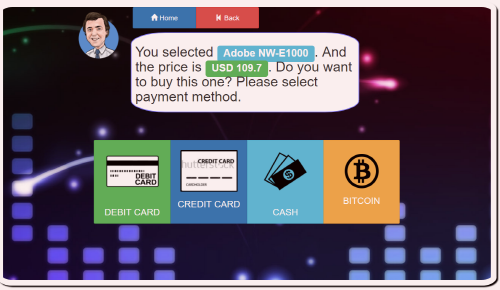 Home
Back
You selected Adobe NW-E1000 . And
the price is USD 109.7 . Do you want
to buy this one? Please select
payment method.
DEBIT
CARD
CREDIT CARD
CARDHOLDER
DEBIT CARD
CREDIT CARD
CASH
BITCOIN